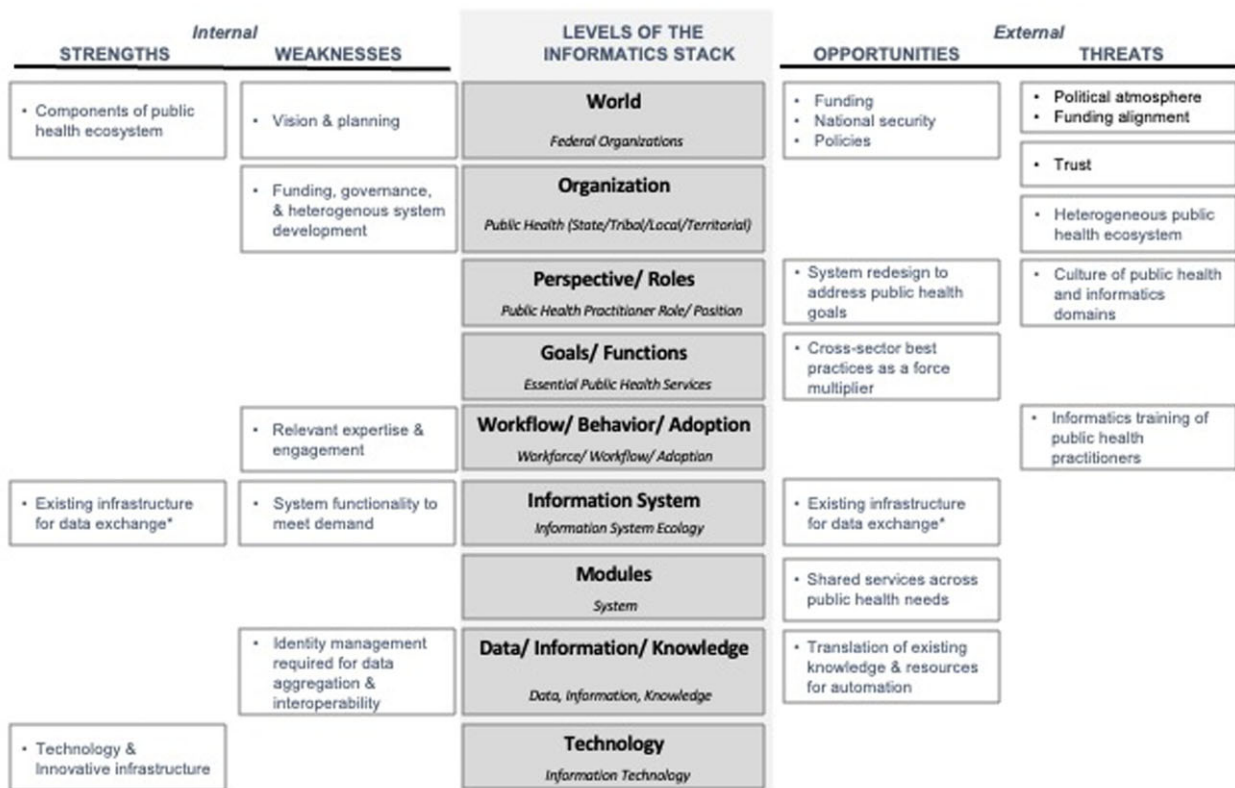 Internal
STRENGTHS
WEAKNESSES
LEVELS OF THE
INFORMATICS STACK
External
OPPORTUNITIES
THREATS
• Components of public
health ecosystem
• Vision & planning
World
Federal Organizations
• Funding
• National security
• Policies
• Political atmosphere
• Funding alignment
• Trust
• Funding, governance,
& heterogenous system
development
Organization
Public Health (State/Tribal/Local/Territorial)
• Heterogeneous public
health ecosystem
Perspective/ Roles
Public Health Practitioner Role/ Position
• System redesign to
address public health
goals
• Culture of public health
and informatics
domains
Goals/ Functions
Essential Public Health Services
• Cross-sector best
practices as a force
multiplier
• Relevant expertise &
engagement
Workflow/ Behavior/ Adoption
Workforce/ Workflow/ Adoption
• Informatics training of
public health
practitioners
• Existing infrastructure
for data exchange*
• System functionality to
meet demand
Information System
Information System Ecology
• Existing infrastructure
for data exchange*
Modules
System
• Shared services across
public health needs
• Identity management
required for data
aggregation &
interoperability
Data/ Information/ Knowledge
Data, Information, Knowledge
• Translation of existing
knowledge & resources
for automation
• Technology &
Innovative infrastructure
Technology
Information Technology